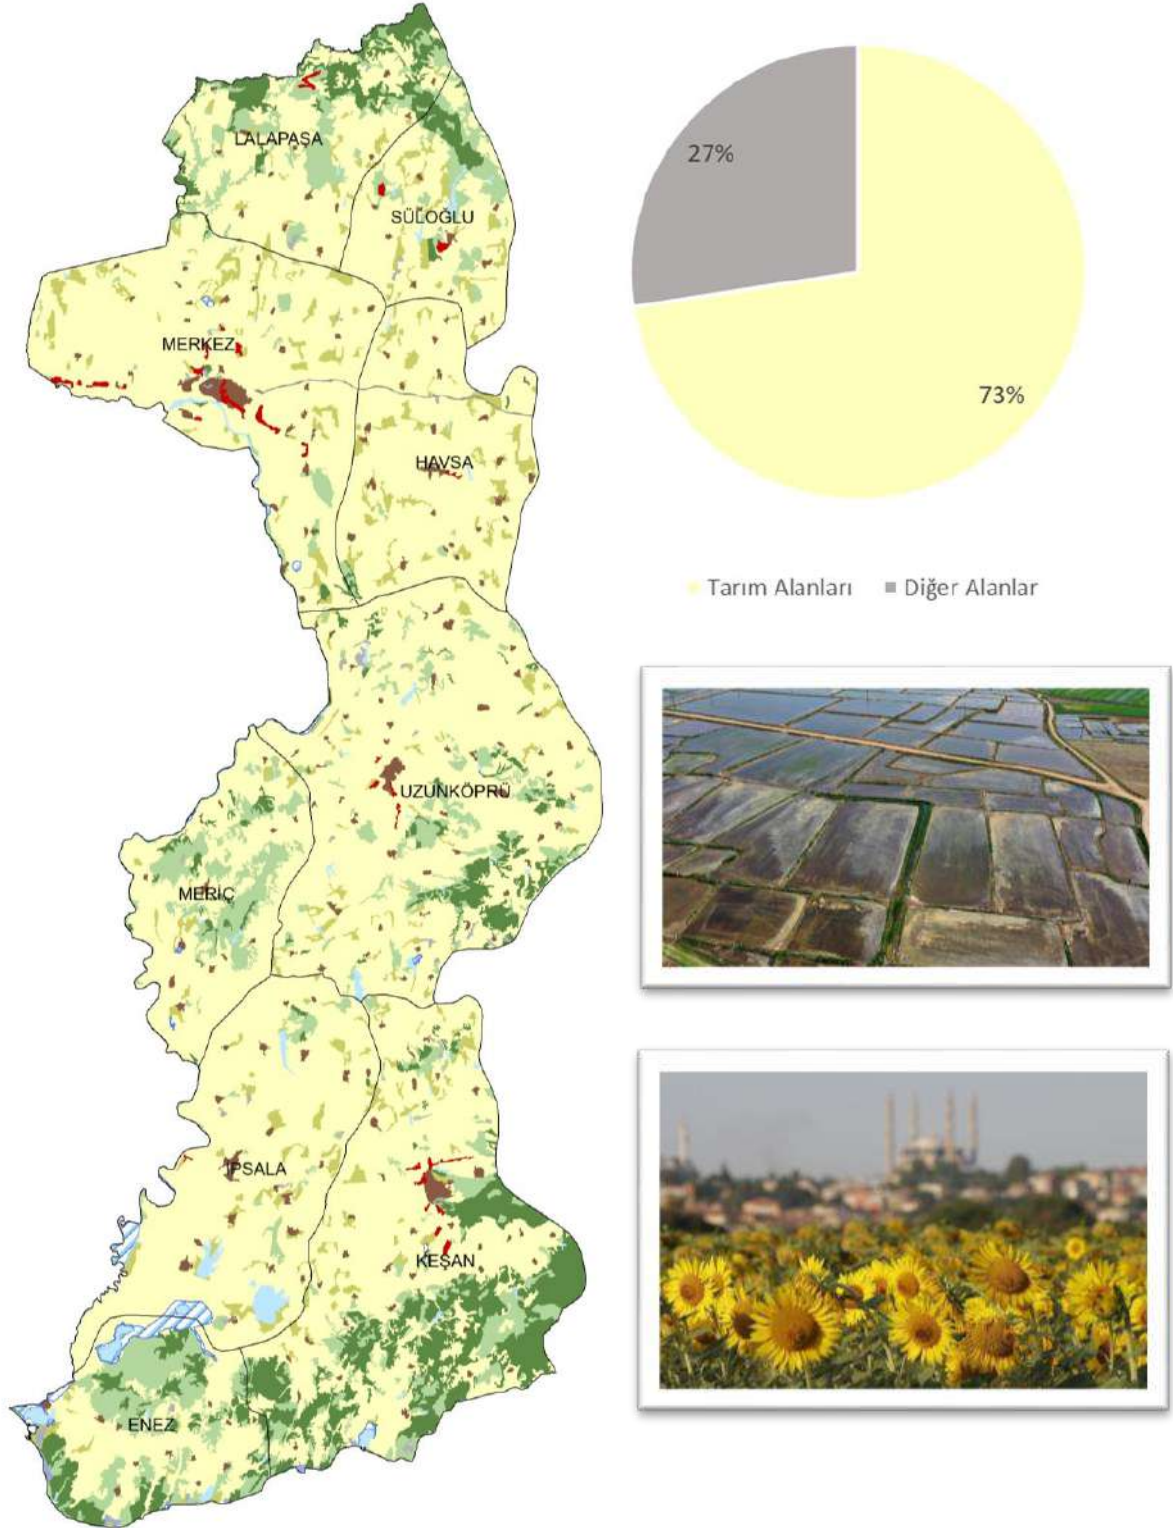 LALAPAŞA
SÜLOĞLU
MERKEZ
HAVSA
UZUNKÖPRÜ
MERİÇ
İPSALA
KEŞAN
ENEZ
27%
73%
Tarım Alanları Diğer Alanlar